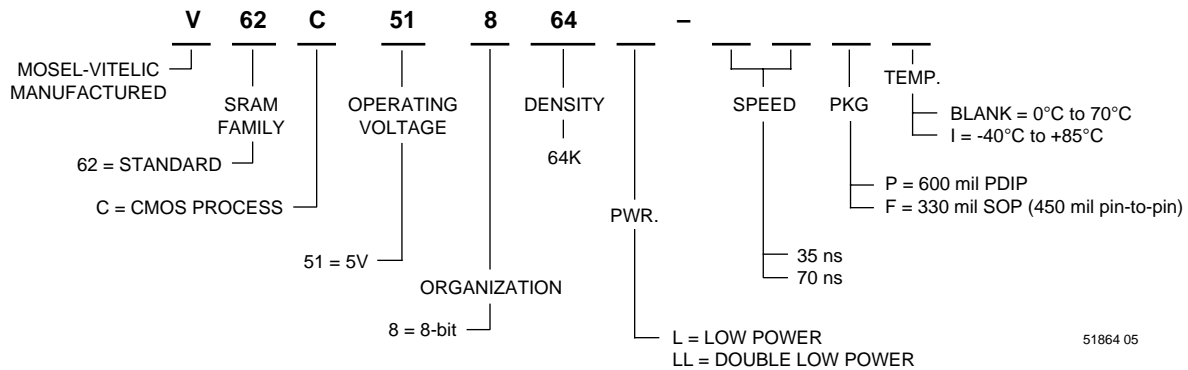 V 62 C 51 8 64 –
MOSEL-VITELIC
MANUFACTURED
SRAM
FAMILY
62 = STANDARD
C = CMOS PROCESS
OPERATING
VOLTAGE
51 = 5V
ORGANIZATION
8 = 8-bit
DENSITY
64K
PWR.
L = LOW POWER
LL = DOUBLE LOW POWER
SPEED
35 ns
70 ns
PKG
P = 600 mil PDIP
F = 330 mil SOP (450 mil pin-to-pin)
TEMP.
BLANK = 0°C to 70°C
I = -40°C to +85°C
51864 05